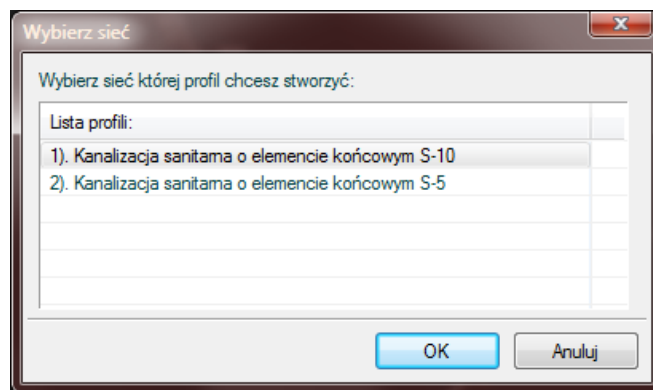 Wybierz sieć
Wybierz sieć której profil chcesz stworzyć:
Lista profili:
1). Kanalizacja sanitarna o elemencie końcowym S-10
2). Kanalizacja sanitarna o elemencie końcowym S-5
OK
Anuluj